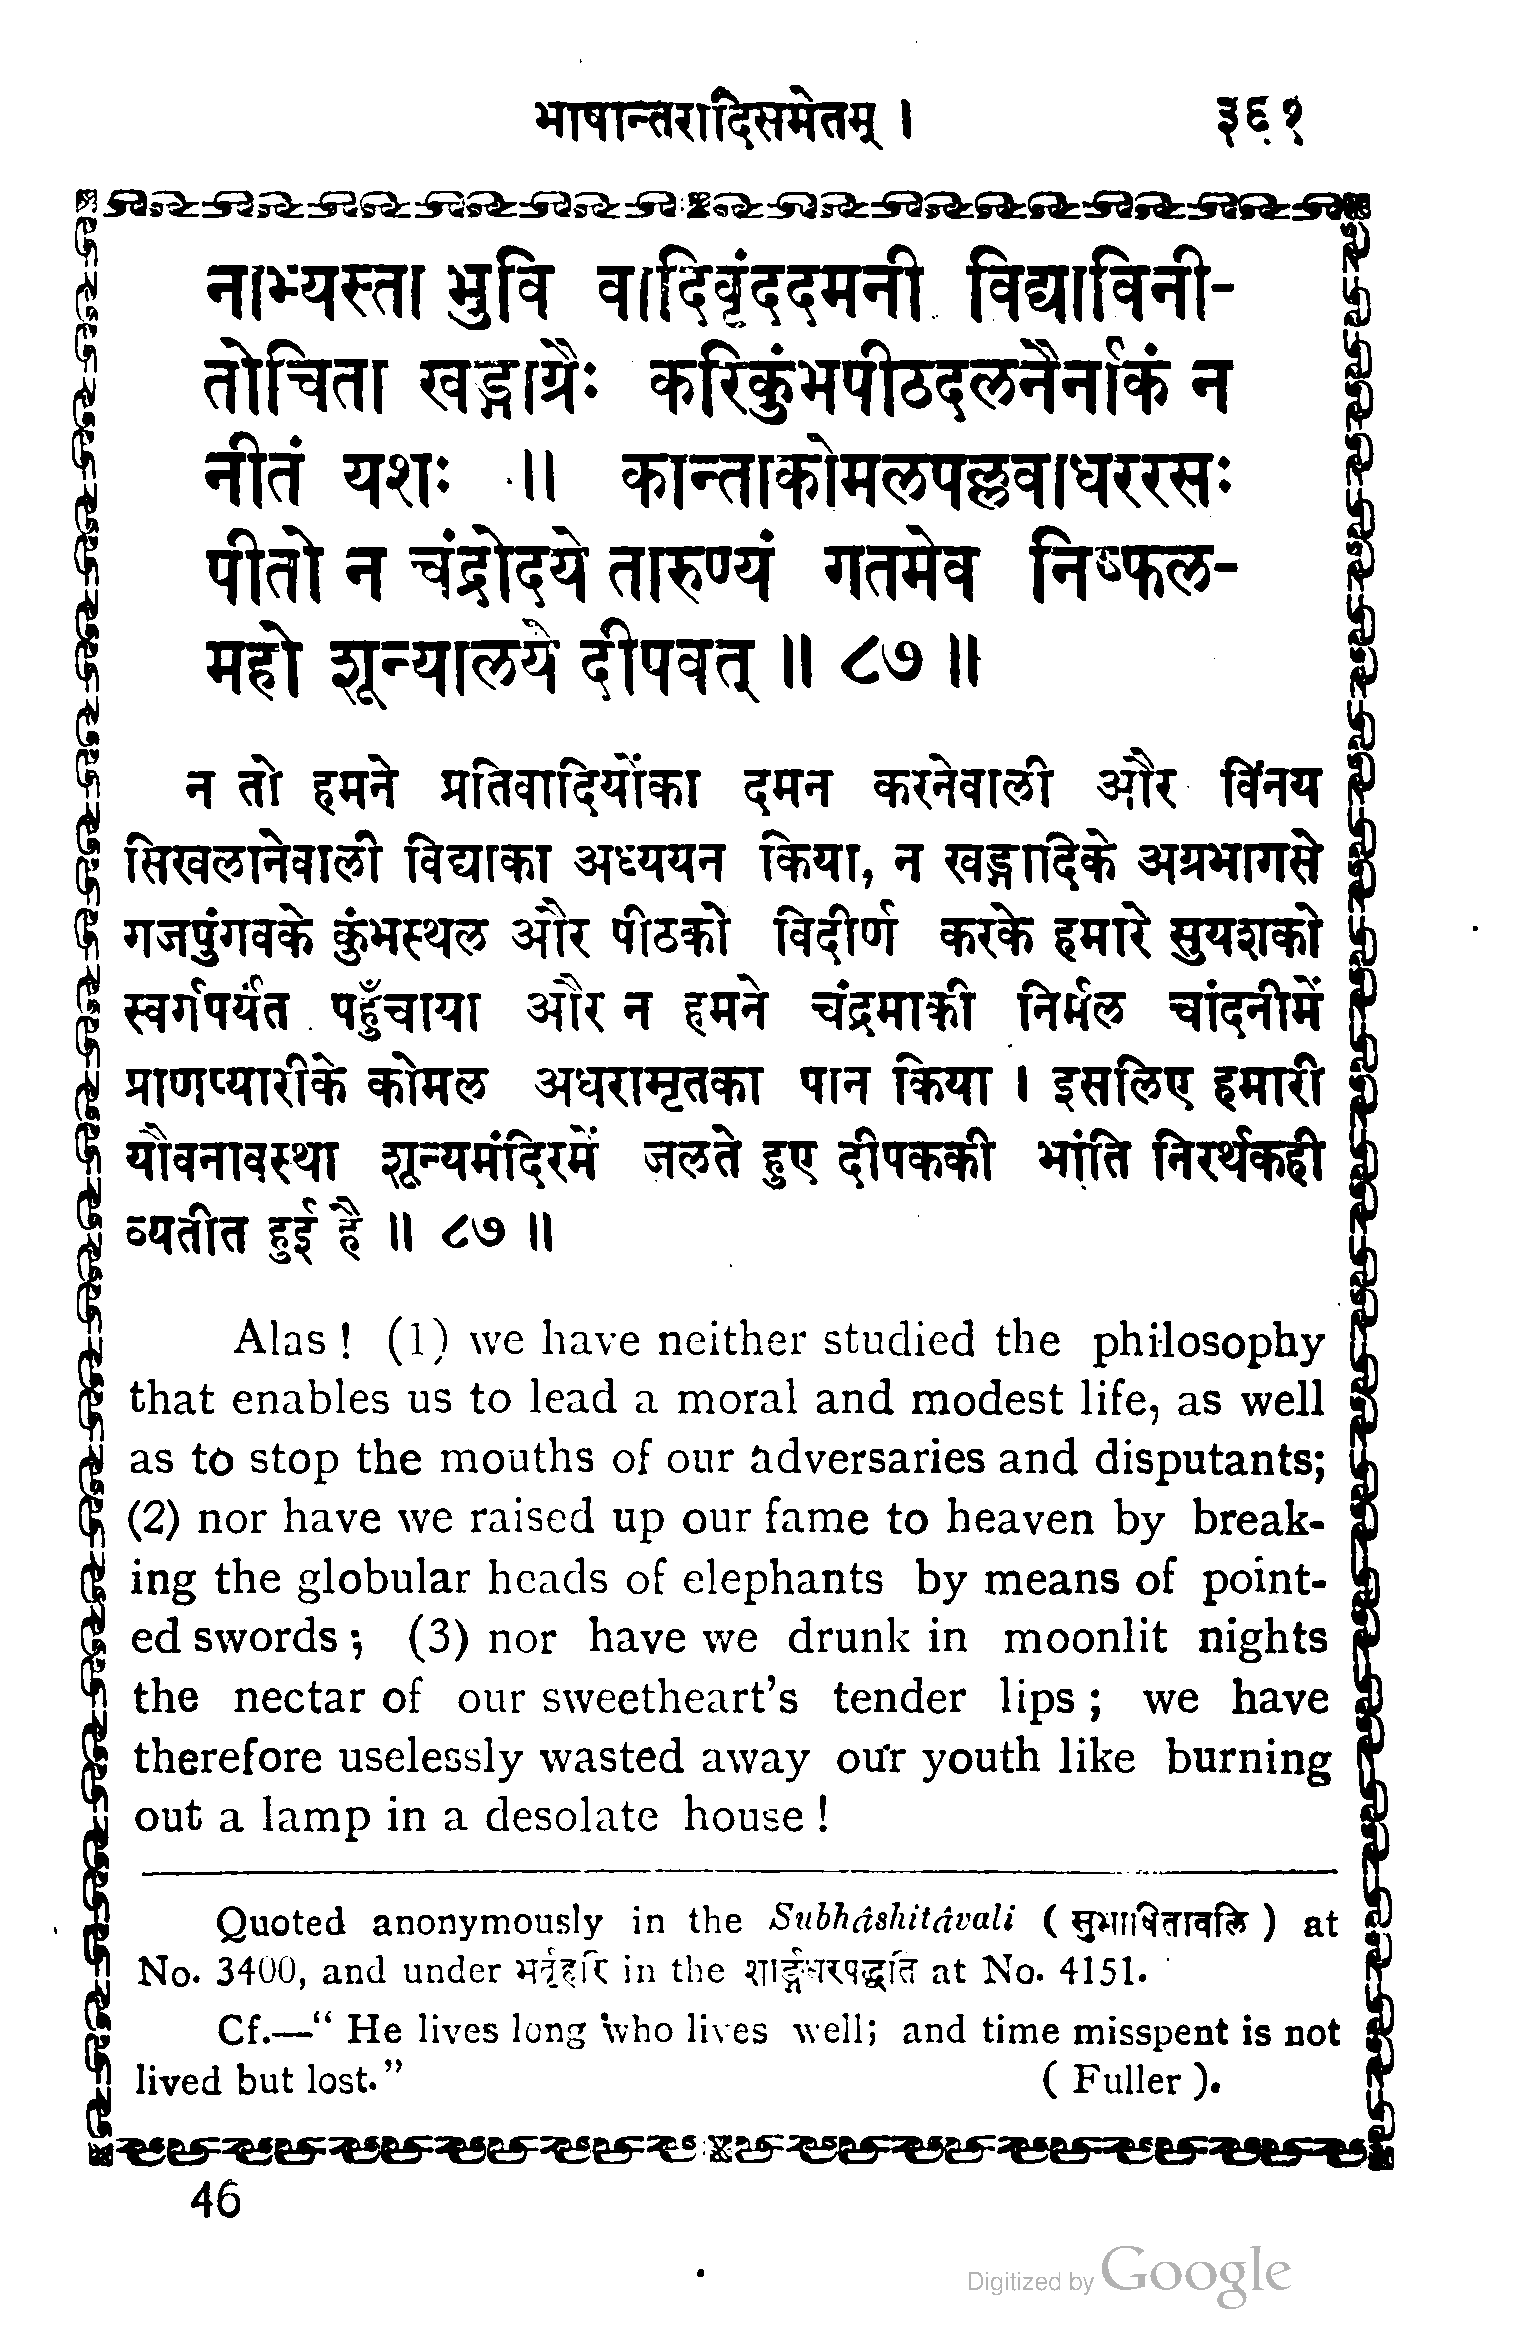 भाषान्तरादिसमेतम् । ३६१
नाभ्यस्ता भुवि वादिवृंददमनी विद्याविनी-
तोचिता खङ्गाग्रैः करिकुंभपीठदलनैर्नाकं न
नीतं यशः ॥ कान्ताकोमलपल्लवाधररसः
पीतो न चंद्रोदये तारुण्यं गतमेव निष्फल-
महो शून्यालये दीपवत् ॥ ८७ ॥
न तो हमने प्रतिवादियोंका दमन करनेवाली और विनय
सिखलानेवाली विद्याका अध्ययन किया, न खङ्गादिके अग्रभागसे
गजपुंगवके कुंभस्थल और पीठको विदीर्ण करके हमारे सुयशको
स्वर्गपर्यंत पहुँचाया और न हमने चंद्रमाकी निर्मल चांदनीमें
प्राणप्यारीके कोमल अधरामृतका पान किया । इसलिए हमारी
यौवनावस्था शून्यमंदिरमें जलते हुए दीपककी भांति निरर्थकही
व्यतीत हुई है ॥ ८७ ॥
Alas ! (1) we have neither studied the philosophy
that enables us to lead a moral and modest life, as well
as to stop the mouths of our adversaries and disputants;
(2) nor have we raised up our fame to heaven by break-
ing the globular heads of elephants by means of point-
ed swords ; (3) nor have we drunk in moonlit nights
the nectar of our sweetheart's tender lips ; we have
therefore uselessly wasted away our youth like burning
out a lamp in a desolate house !
Quoted anonymously in the Subhâshitâvali ( सुभाषितावलि ) at
No. 3400, and under भर्तृहरि in the शार्ङ्गधरपद्धति at No. 4151.
Cf.—“ He lives long who lives well; and time misspent is not
lived but lost.” ( Fuller ).
46
Digitized by Google